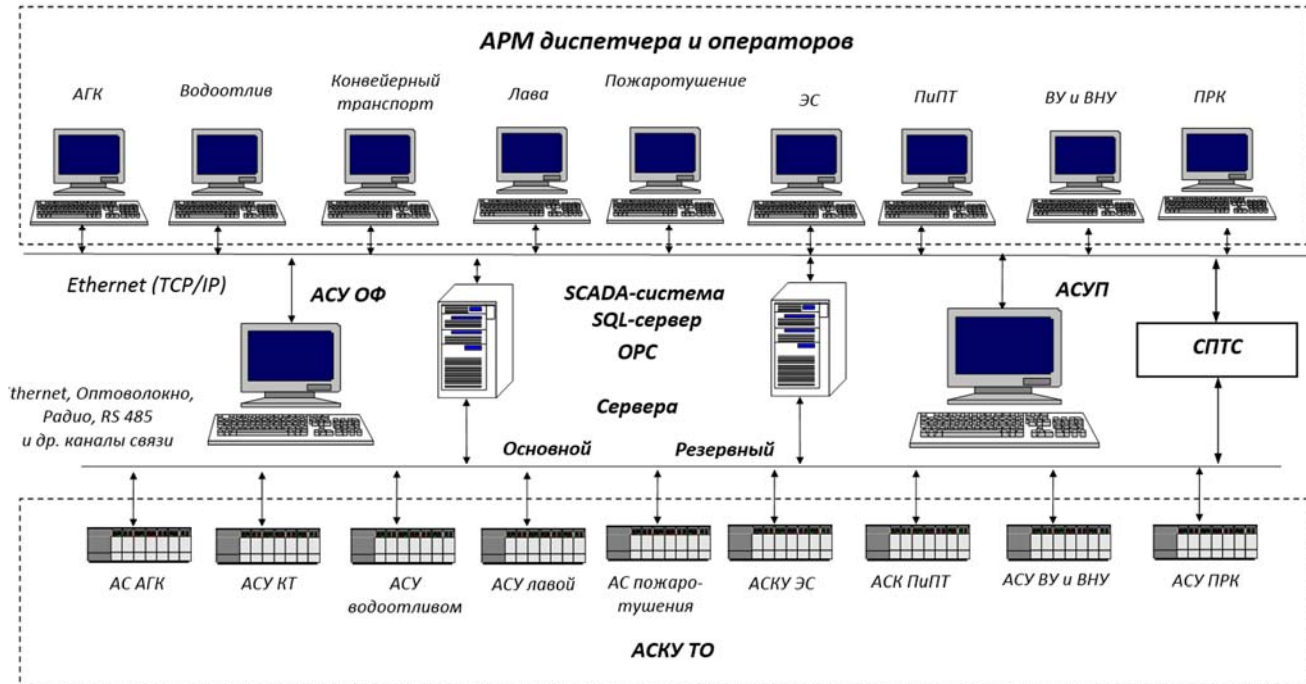 АРМ диспетчера и операторов
АГК
Водоотлив
Конвейерный
транспорт
Лава
Пожаротушение
ЭС
ПиПТ
ВУ и ВНУ
ПРК
Ethernet (TCP/IP)
АСУ ОФ
SCADA-система
SQL-сервер
ОРС
АСУП
СПТС
thernet, Оптоволокно,
Радио, RS 485
и др. каналы связи
Сервера
Основной
Резервный
АС АГК
АСУ КТ
АСУ
водоотливом
АСУ лавой
АС пожаро-
тушения
АСКУ ЭС
АСК ПиПТ
АСУ ВУ и ВНУ
АСУ ПРК
АСКУ ТО